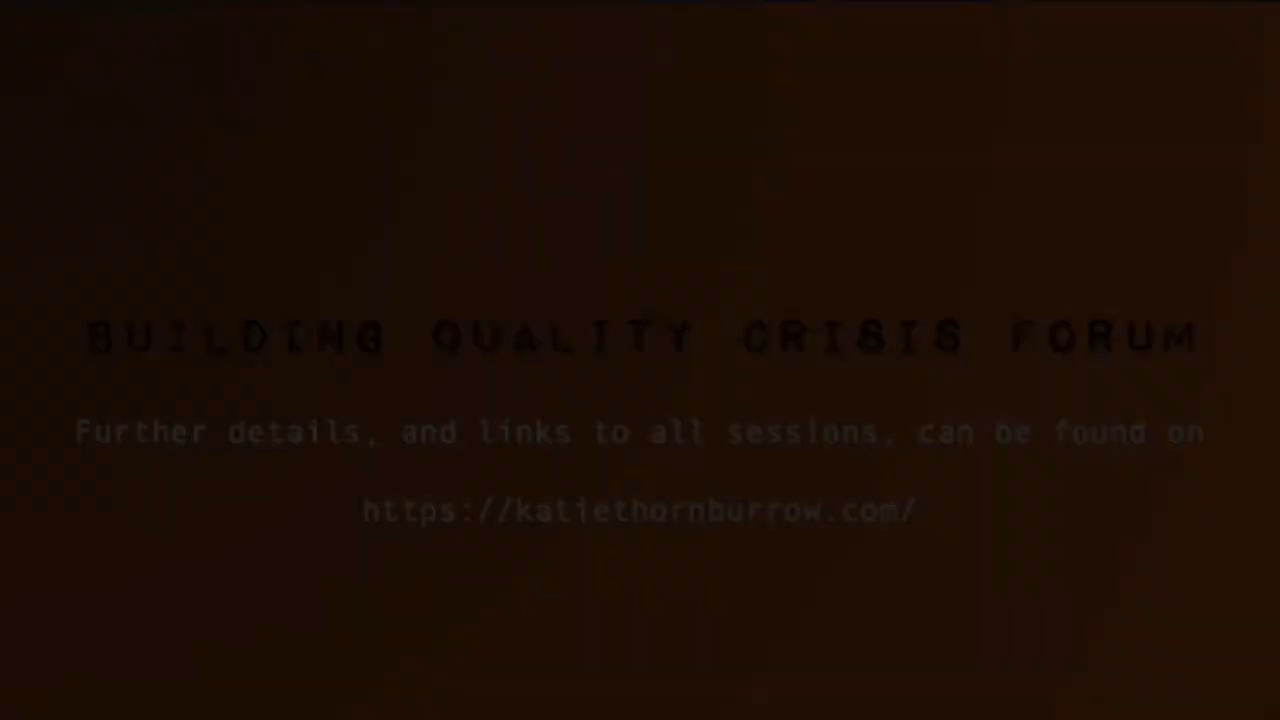 BUILDING QUALITY CRISIS FORUM
Further details, and links to all sessions, can be found on
https://katiethornburrow.com/